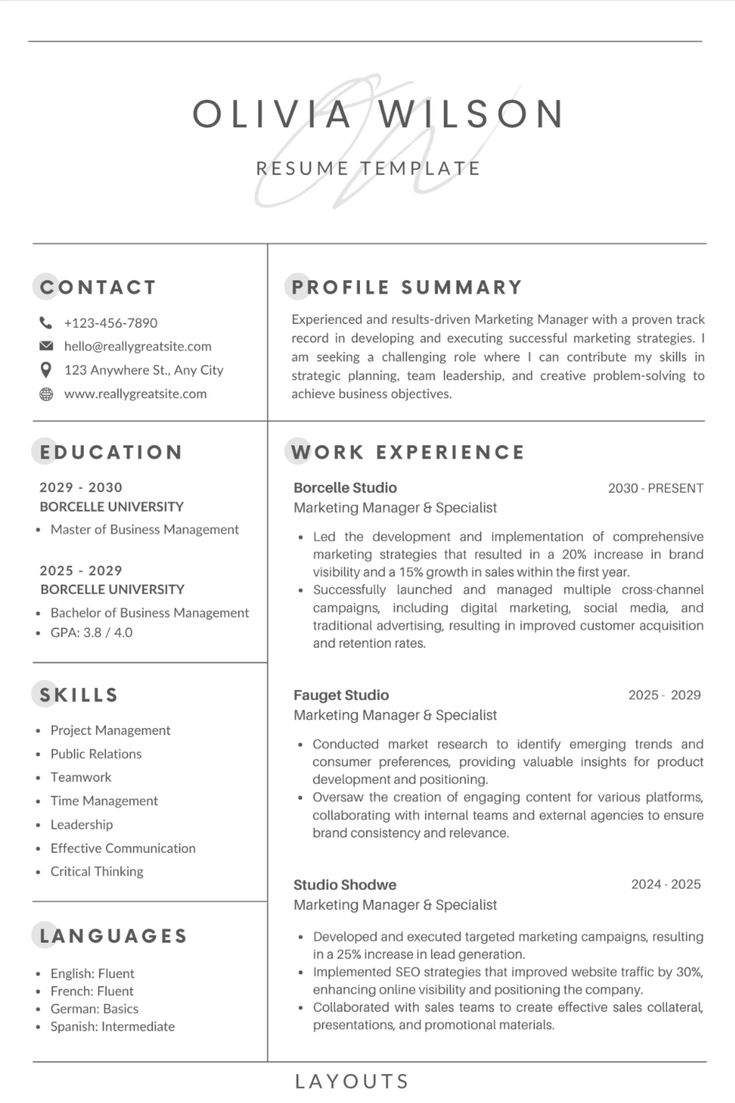 OLIVIA WILSON
RESUME TEMPLATE
CONTACT
+123-456-7890
hello@reallygreatsite.com
123 Anywhere St., Any City
www.reallygreatsite.com
EDUCATION
2029 - 2030
BORCELLE UNIVERSITY
• Master of Business Management
2025 - 2029
BORCELLE UNIVERSITY
• Bachelor of Business Management
• GPA: 3.8 / 4.0
SKILLS
• Project Management
• Public Relations
• Teamwork
• Time Management
• Leadership
• Effective Communication
• Critical Thinking
LANGUAGES
• English: Fluent
• French: Fluent
• German: Basics
• Spanish: Intermediate
PROFILE SUMMARY
Experienced and results-driven Marketing Manager with a proven track
record in developing and executing successful marketing strategies. I
am seeking a challenging role where I can contribute my skills in
strategic planning, team leadership, and creative problem-solving to
achieve business objectives.
WORK EXPERIENCE
Borcelle Studio 2030 - PRESENT
Marketing Manager & Specialist
• Led the development and implementation of comprehensive
marketing strategies that resulted in a 20% increase in brand
visibility and a 15% growth in sales within the first year.
• Successfully launched and managed multiple cross-channel
campaigns, including digital marketing, social media, and
traditional advertising, resulting in improved customer acquisition
and retention rates.
Fauget Studio 2025 - 2029
Marketing Manager & Specialist
• Conducted market research to identify emerging trends and
consumer preferences, providing valuable insights for product
development and positioning.
• Oversaw the creation of engaging content for various platforms,
collaborating with internal teams and external agencies to ensure
brand consistency and relevance.
Studio Shodwe 2024 - 2025
Marketing Manager & Specialist
• Developed and executed targeted marketing campaigns, resulting
in a 25% increase in lead generation.
• Implemented SEO strategies that improved website traffic by 30%,
enhancing online visibility and positioning the company.
• Collaborated with sales teams to create effective sales collateral,
presentations, and promotional materials.
LAYOUTS